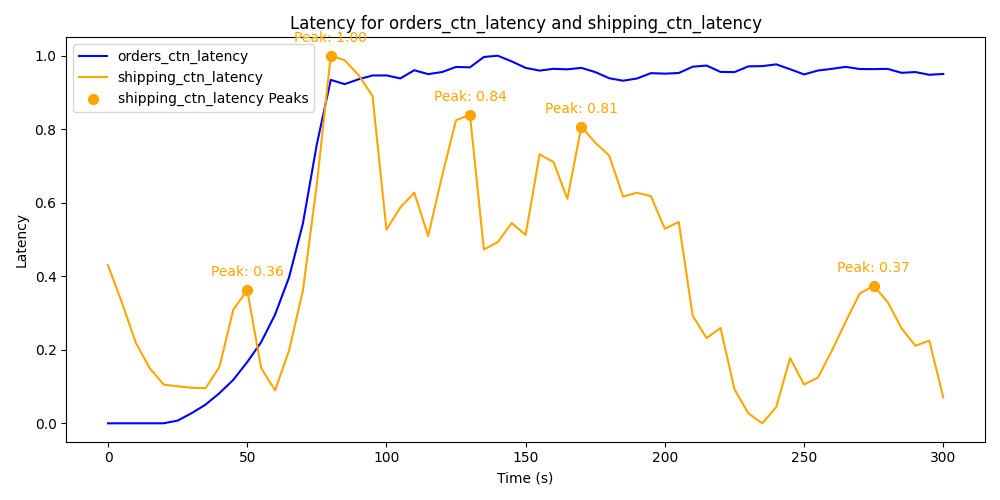 Latency for orders_ctn_latency and shipping_ctn_latency
Peak: 1.00
orders_ctn_latency
shipping_ctn_latency
shipping_ctn_latency Peaks
Peak: 0.84
Peak: 0.81
Peak: 0.36
Peak: 0.37
Latency
1.0
0.8
0.6
0.4
0.2
0.0
0 50 100 150 200 250 300
Time (s)